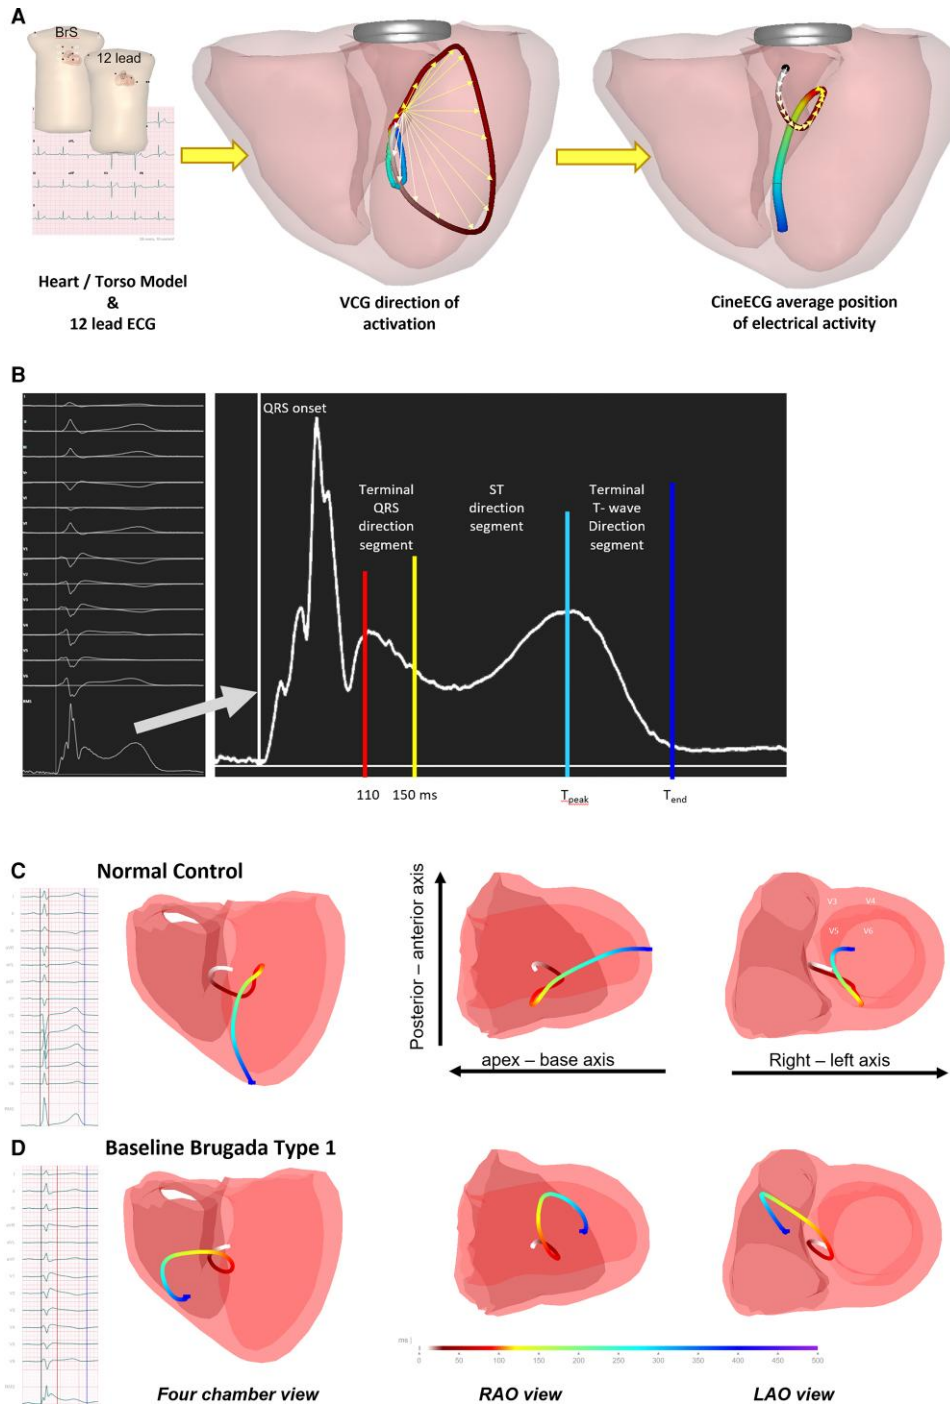 A
BrS
12 lead
Heart / Torso Model
&
12 lead ECG
VCG direction of
activation
CineECG average position
of electrical activity
B
QRS onset
Terminal
QRS
direction
segment
ST
direction
segment
Terminal
T- wave
Direction
segment
110
150 ms
Tpeak
Tend
C
Normal Control
Posterior – anterior axis
apex – base axis
V3
V4
V5
V6
Right – left axis
D
Baseline Brugada Type 1
ms
0
50
100
150
200
250
300
350
400
450
500
Four chamber view
RAO view
LAO view